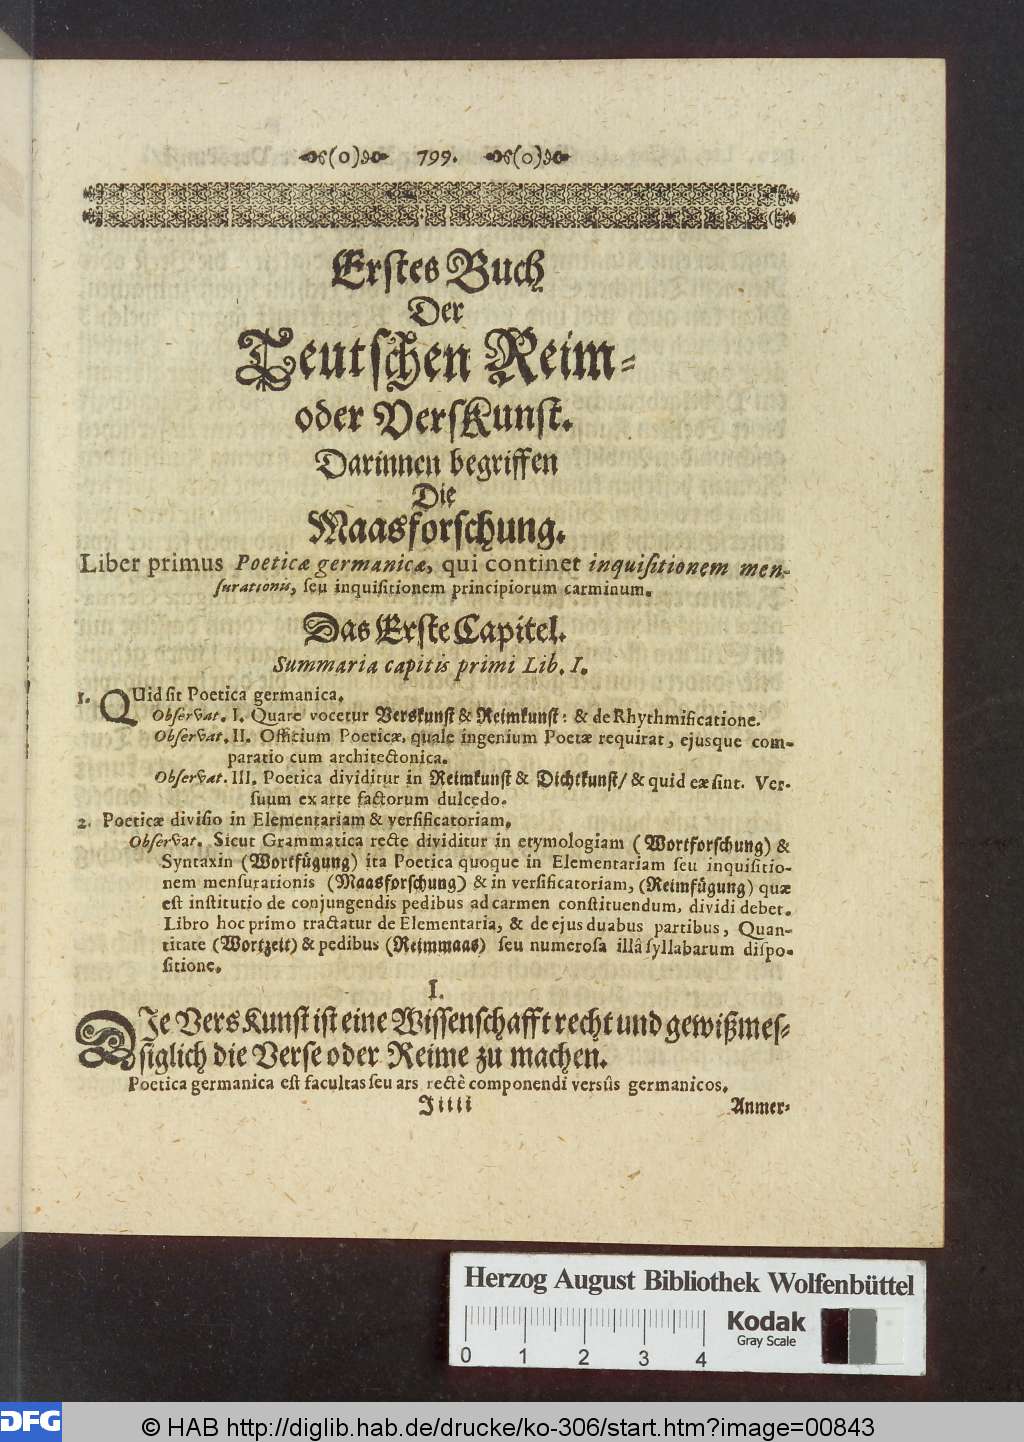 (o) 799. (o)
Erſtes Buch
Der
Teutſchen Reim-
oder VersKunſt.
Darinnen begriffen
Die
Maasforſchung.
Liber primus Poeticæ germanicæ, qui continet inquiſitionem men-
ſurationis, ſeu inquiſitionem principiorum carminum.
Das Erſte Capitel.
Summaria capitis primi Lib. I.
1. QUid ſit Poetica germanica.
Obſervat. I. Quare vocetur Verskunſt & Reimkunſt: & de Rhythmificatione.
Obſervat. II. Officium Poeticæ, quale ingenium Poetæ requirat, ejusque com-
paratio cum architectonica.
Obſervat. III. Poetica dividitur in Reimkunſt & Dichtkunſt/ & quid eæ ſint. Ver-
ſuum ex arte factorum dulcedo.
2. Poeticæ diviſio in Elementariam & verſificatoriam.
Obſervat. Sicut Grammatica recte dividitur in etymologiam (Wortforſchung) &
Syntaxin (Wortfügung) ita Poetica quoque in Elementariam ſeu inquiſitio-
nem menſurationis (Maasforſchung) & in verſificatoriam, (Reimfügung) quæ
eſt inſtitutio de conjungendis pedibus ad carmen conſtituendum, dividi debet.
Libro hoc primo tractatur de Elementaria, & de ejus duabus partibus, Quan-
titate (Wortzeit) & pedibus (Reimmaas) ſeu numeroſa illâ ſyllabarum diſpo-
ſitione.
I.
DJe VersKunſt iſt eine Wiſſenſchafft recht und gewißmeſ-
ſiglich die Verſe oder Reime zu machen.
Poetica germanica eſt facultas ſeu ars rectè componendi verſûs germanicos.
Jiiii Anmer-
Herzog August Bibliothek Wolfenbüttel
Kodak
Gray Scale
0 1 2 3 4
DFG
© HAB http://diglib.hab.de/drucke/ko-306/start.htm?image=00843